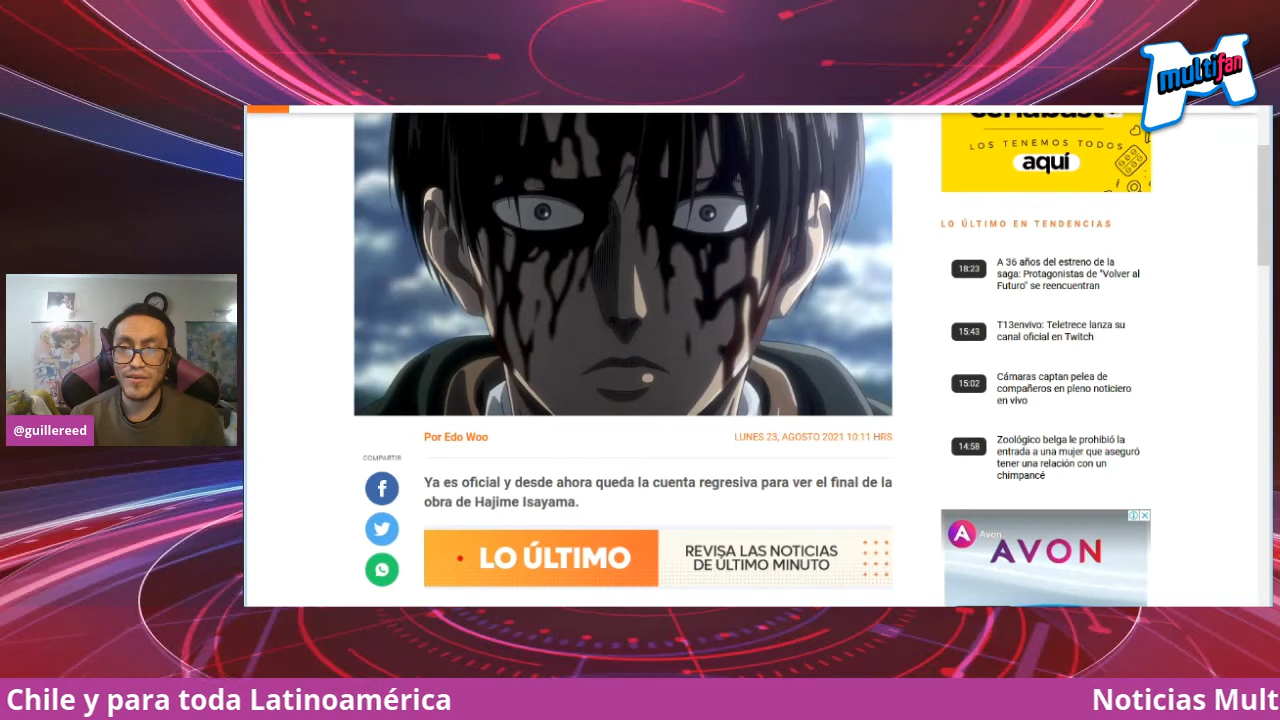 multifan
LOS TENEMOS TODOS
aquí
LO ÚLTIMO EN TENDENCIAS
18:23
A 36 años del estreno de la
saga: Protagonistas de "Volver al
Futuro" se reencuentran
15:43
T13envivo: Teletrece lanza su
canal oficial en Twitch
15:02
Cámaras captan pelea de
compañeros en pleno noticiero
en vivo
14:58
Zoológico belga le prohibió la
entrada a una mujer que aseguró
tener una relación con un
chimpancé
Avon
AVON
@guillereed
Por Edo Woo
LUNES 23, AGOSTO 2021 10:11 HRS
COMPARTIR
Ya es oficial y desde ahora queda la cuenta regresiva para ver el final de la
obra de Hajime Isayama.
• LO ÚLTIMO
REVISA LAS NOTICIAS
DE ÚLTIMO MINUTO
Chile y para toda Latinoamérica
Noticias Mult